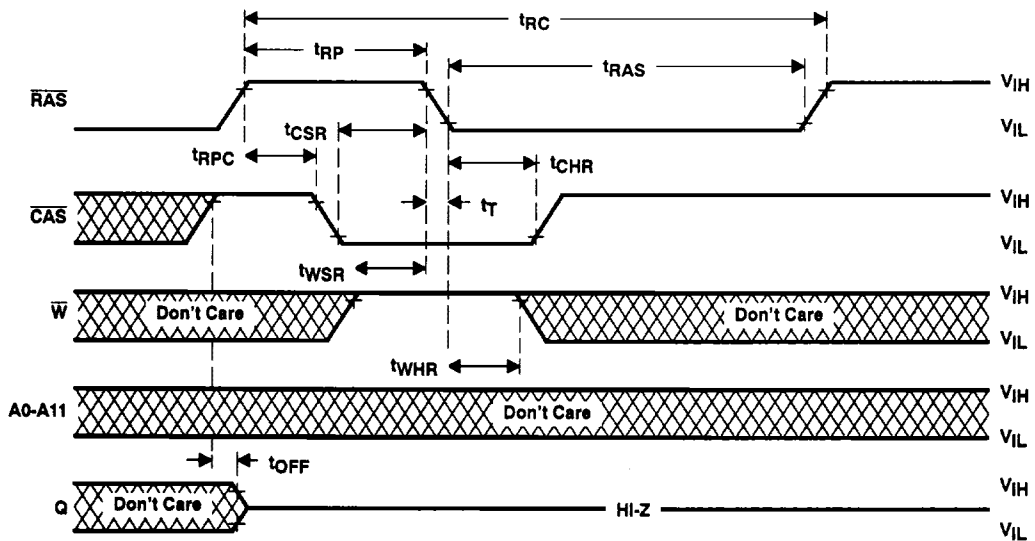 tRC
tRP
tRAS
RAS
VIH
VIL
tCSR
tRPC
tCHR
CAS
VIH
tT
VIL
tWSR
W
Don't Care
Don't Care
VIH
VIL
tWHR
A0-A11
Don't Care
VIH
VIL
tOFF
Q
Don't Care
HI-Z
VIH
VIL